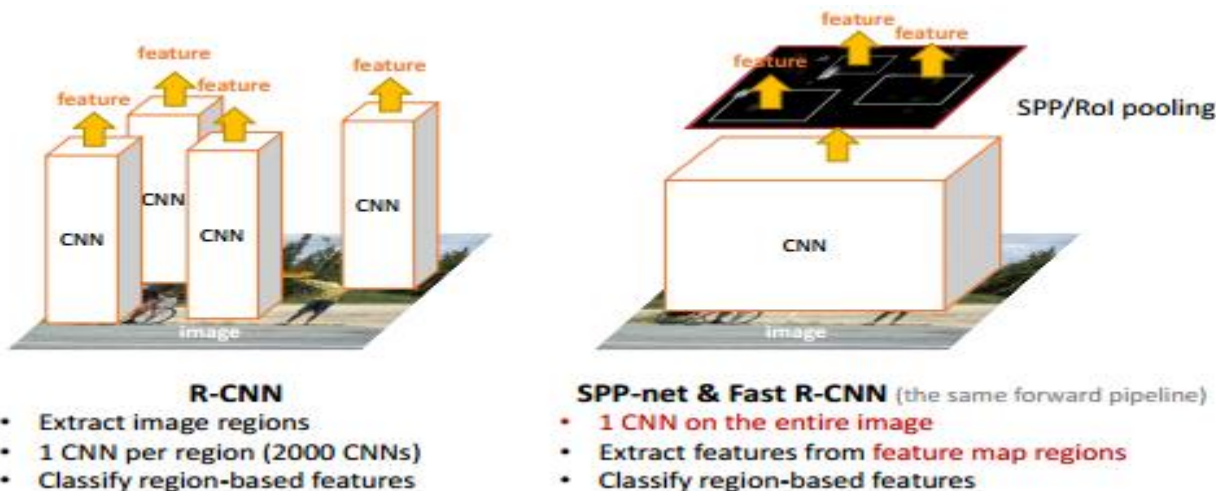 feature
feature
feature
feature
CNN
CNN
CNN
CNN
image
R-CNN
• Extract image regions
• 1 CNN per region (2000 CNNs)
• Classify region-based features
feature
feature
feature
SPP/RoI pooling
CNN
image
SPP-net & Fast R-CNN (the same forward pipeline)
• 1 CNN on the entire image
• Extract features from feature map regions
• Classify region-based features